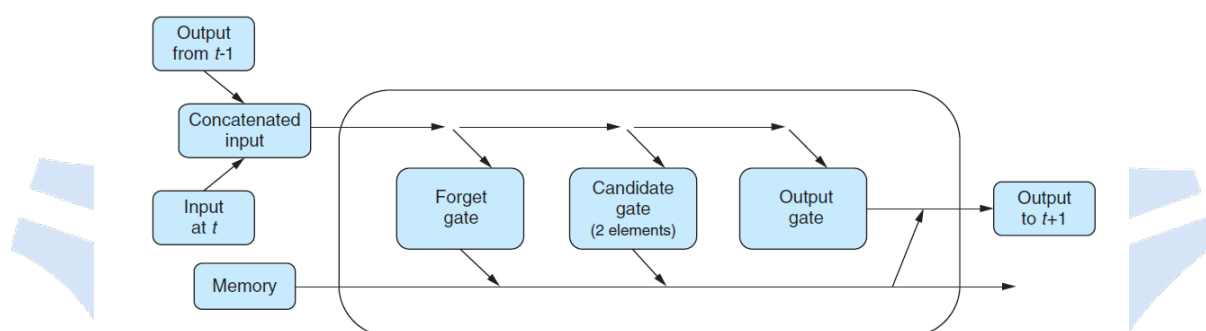 Output
from t-1
Concatenated
input
Input
at t
Memory
Forget
gate
Candidate
gate
(2 elements)
Output
gate
Output
to t+1